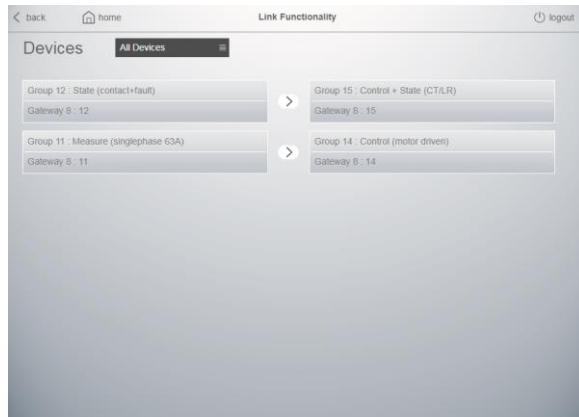 back home Link Functionality logout
Devices All Devices
Group 12 : State (contact+fault)
Gateway 8 : 12
Group 15 : Control + State (CT/LR)
Gateway 8 : 15
Group 11 : Measure (singlephase 63A)
Gateway 8 : 11
Group 14 : Control (motor driven)
Gateway 8 : 14